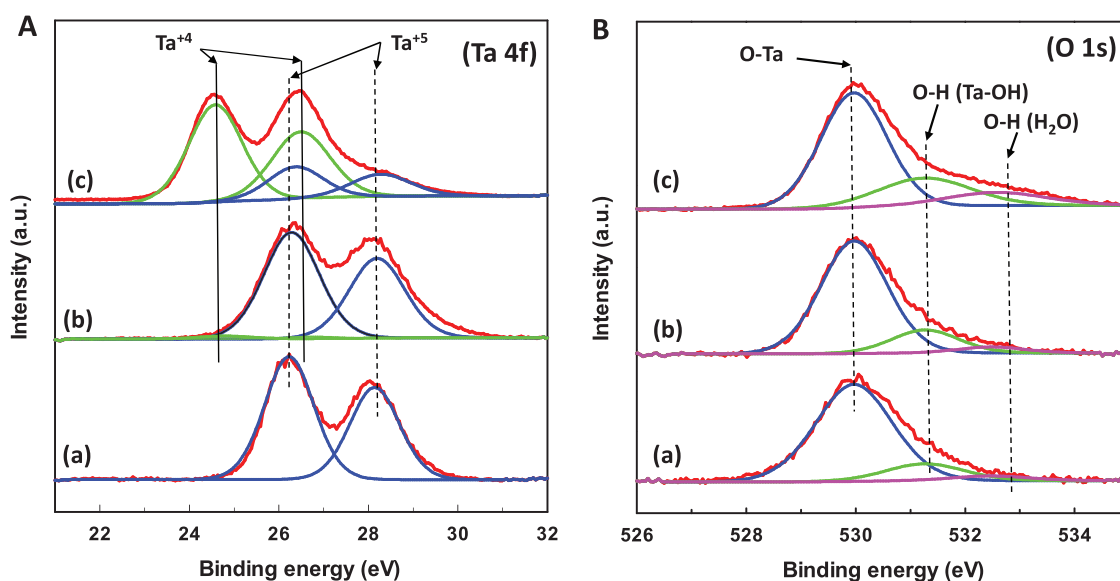 A
Ta+4
Ta+5
(Ta 4f)
(c)
(b)
(a)
Intensity (a.u.)
22 24 26 28 30 32
Binding energy (eV)
B
O-Ta
(O 1s)
O-H (Ta-OH)
O-H (H2O)
(c)
(b)
(a)
Intensity (a.u.)
526 528 530 532 534
Binding energy (eV)